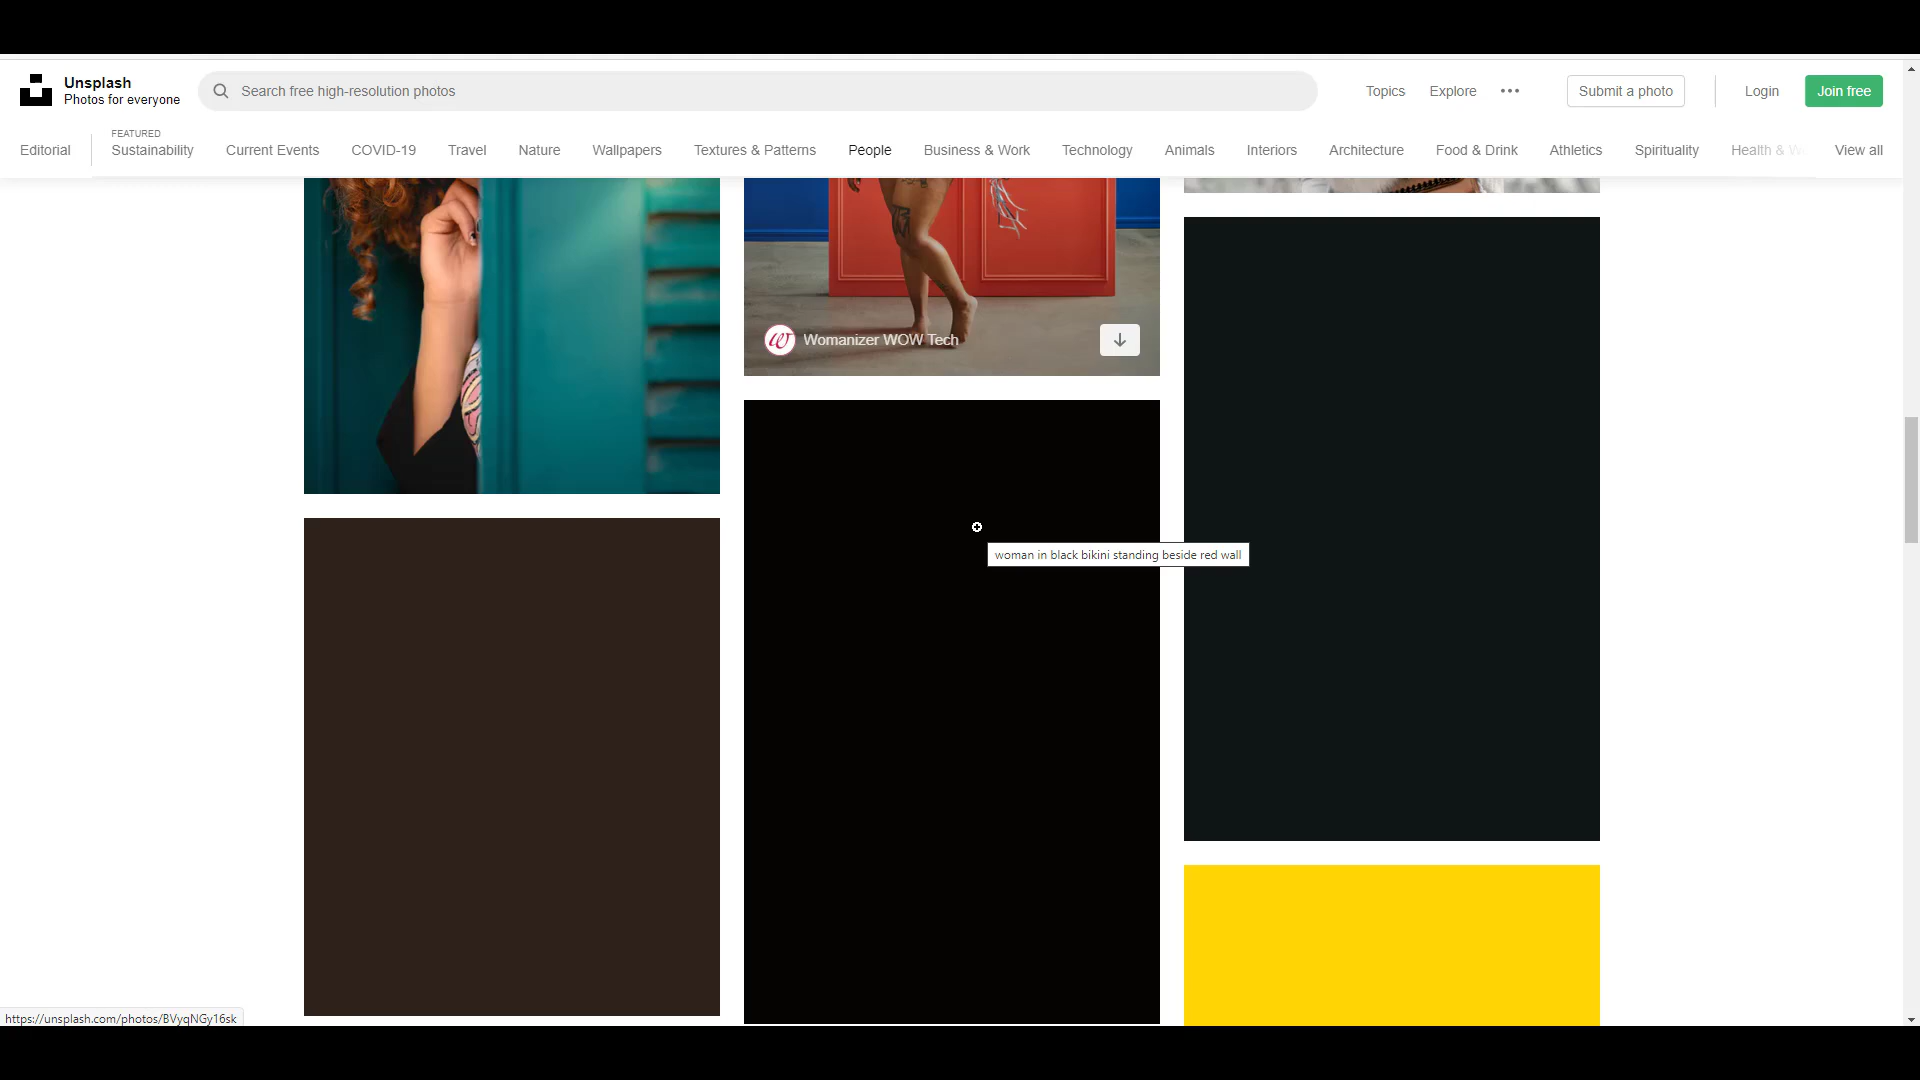 Unsplash
Photos for everyone
Search free high-resolution photos
Topics
Explore
Submit a photo
Login
Join free
Editorial
FEATURED
Sustainability
Current Events
COVID-19
Travel
Nature
Wallpapers
Textures & Patterns
People
Business & Work
Technology
Animals
Interiors
Architecture
Food & Drink
Athletics
Spirituality
Health & W
View all
Womanizer WOW Tech
woman in black bikini standing beside red wall
https://unsplash.com/photos/BVyqNGy16sk